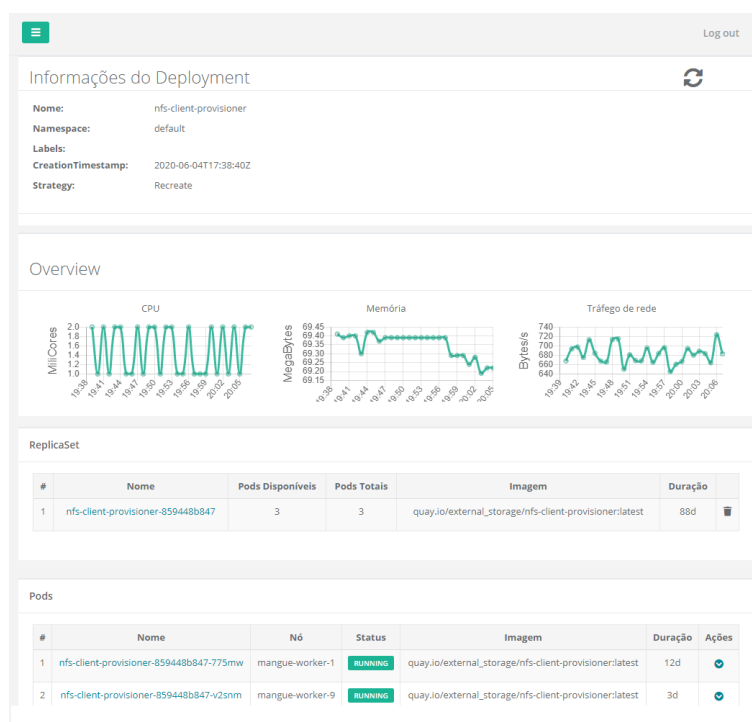 Log out
Informações do Deployment
Nome: nfs-client-provisioner
Namespace: default
Labels:
CreationTimestamp: 2020-06-04T17:38:40Z
Strategy: Recreate
Overview
CPU
MiliCores
2.0
1.8
1.6
1.4
1.2
1.0
19:38 19:41 19:44 19:47 19:50 19:53 19:56 19:59 20:02 20:05
Memória
MegaBytes
69.45
69.40
69.35
69.30
69.25
69.20
69.15
19:38 19:41 19:44 19:47 19:50 19:53 19:56 19:59 20:02 20:05
Tráfego de rede
Bytes/s
740
720
700
680
660
640
19:39 19:42 19:45 19:48 19:51 19:54 19:57 20:00 20:03 20:06
ReplicaSet
# Nome Pods Disponíveis Pods Totais Imagem Duração
1 nfs-client-provisioner-859448b847 3 3 quay.io/external_storage/nfs-client-provisioner:latest 88d
Pods
# Nome Nó Status Imagem Duração Ações
1 nfs-client-provisioner-859448b847-775mw mangue-worker-1 RUNNING quay.io/external_storage/nfs-client-provisioner:latest 12d
2 nfs-client-provisioner-859448b847-v2snm mangue-worker-9 RUNNING quay.io/external_storage/nfs-client-provisioner:latest 3d